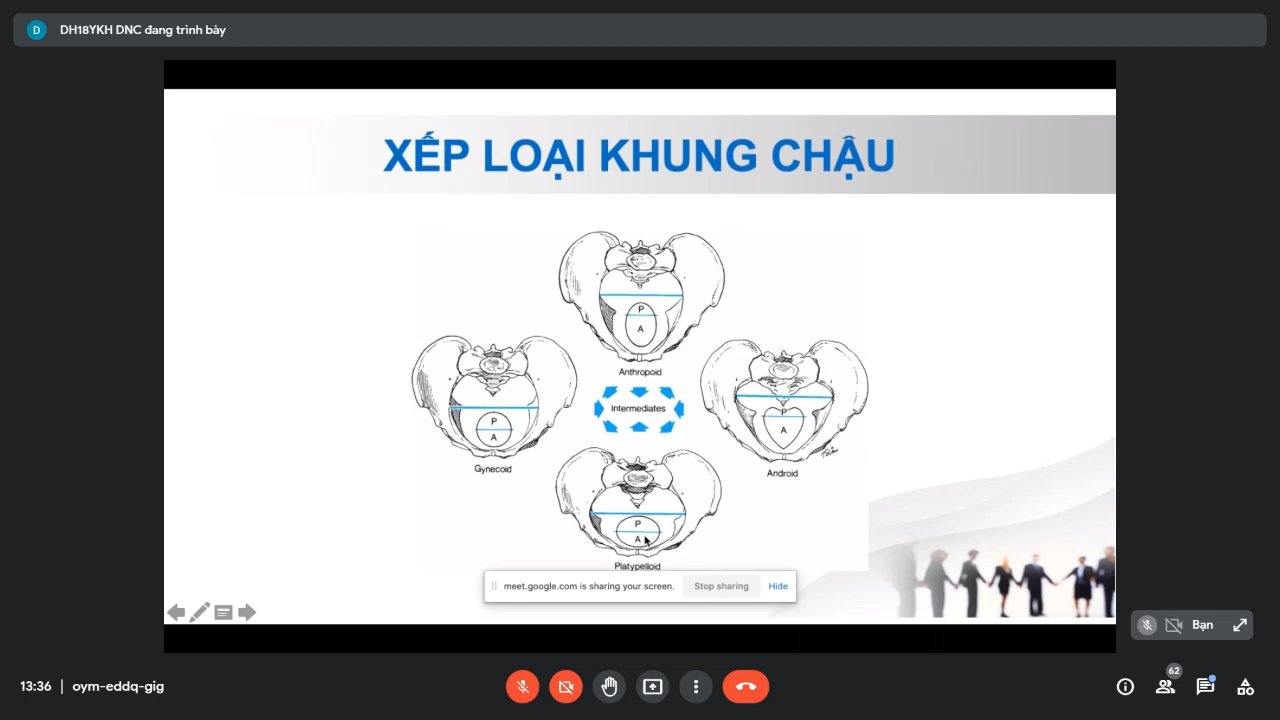 D DH18YKH DNC đang trình bày
XẾP LOẠI KHUNG CHẬU
P
A
Anthropoid
P
A
Gynecoid
Intermediates
P
A
Android
P
A
Platypelloid
meet.google.com is sharing your screen. Stop sharing Hide
Bạn
13:36 | oym-eddq-gig
62